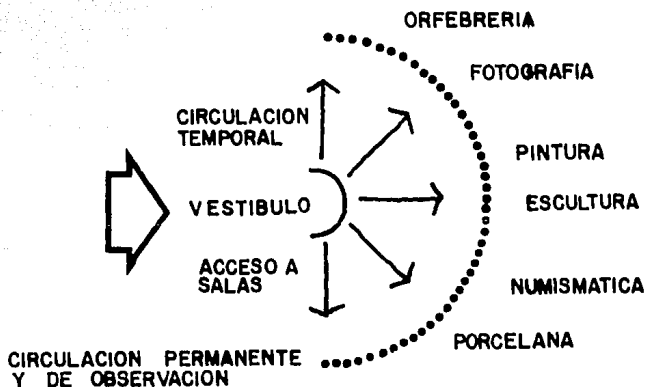 ORFEBRERIA
FOTOGRAFIA
CIRCULACION
TEMPORAL
PINTURA
VESTIBULO
ESCULTURA
ACCESO A
SALAS
NUMISMATICA
PORCELANA
CIRCULACION PERMANENTE
Y DE OBSERVACION